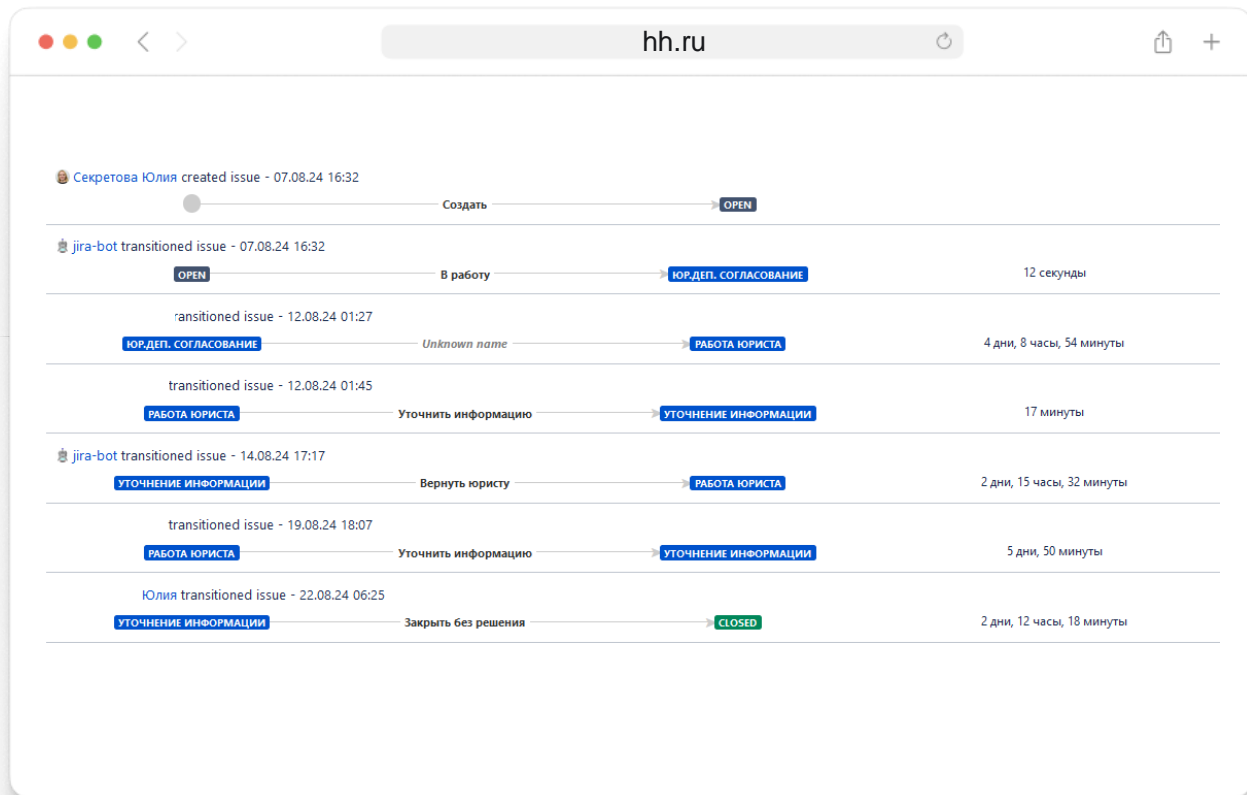 hh.ru
Секретова Юлия created issue - 07.08.24 16:32
Создать OPEN
jira-bot transitioned issue - 07.08.24 16:32
OPEN В работу ЮР.ДЕП. СОГЛАСОВАНИЕ 12 секунды
ransitioned issue - 12.08.24 01:27
ЮР.ДЕП. СОГЛАСОВАНИЕ Unknown name РАБОТА ЮРИСТА 4 дни, 8 часы, 54 минуты
transitioned issue - 12.08.24 01:45
РАБОТА ЮРИСТА Уточнить информацию УТОЧНЕНИЕ ИНФОРМАЦИИ 17 минуты
jira-bot transitioned issue - 14.08.24 17:17
УТОЧНЕНИЕ ИНФОРМАЦИИ Вернуть юристу РАБОТА ЮРИСТА 2 дни, 15 часы, 32 минуты
transitioned issue - 19.08.24 18:07
РАБОТА ЮРИСТА Уточнить информацию УТОЧНЕНИЕ ИНФОРМАЦИИ 5 дни, 50 минуты
Юлия transitioned issue - 22.08.24 06:25
УТОЧНЕНИЕ ИНФОРМАЦИИ Закрыть без решения CLOSED 2 дни, 12 часы, 18 минуты